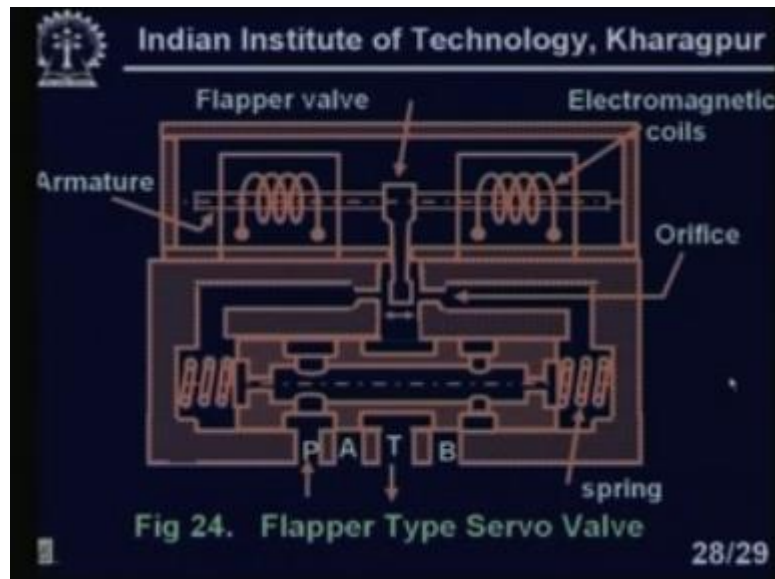 Indian Institute of Technology, Kharagpur
Flapper valve
Electromagnetic
coils
Armature
Orifice
P A T B
spring
Fig 24. Flapper Type Servo Valve
28/29